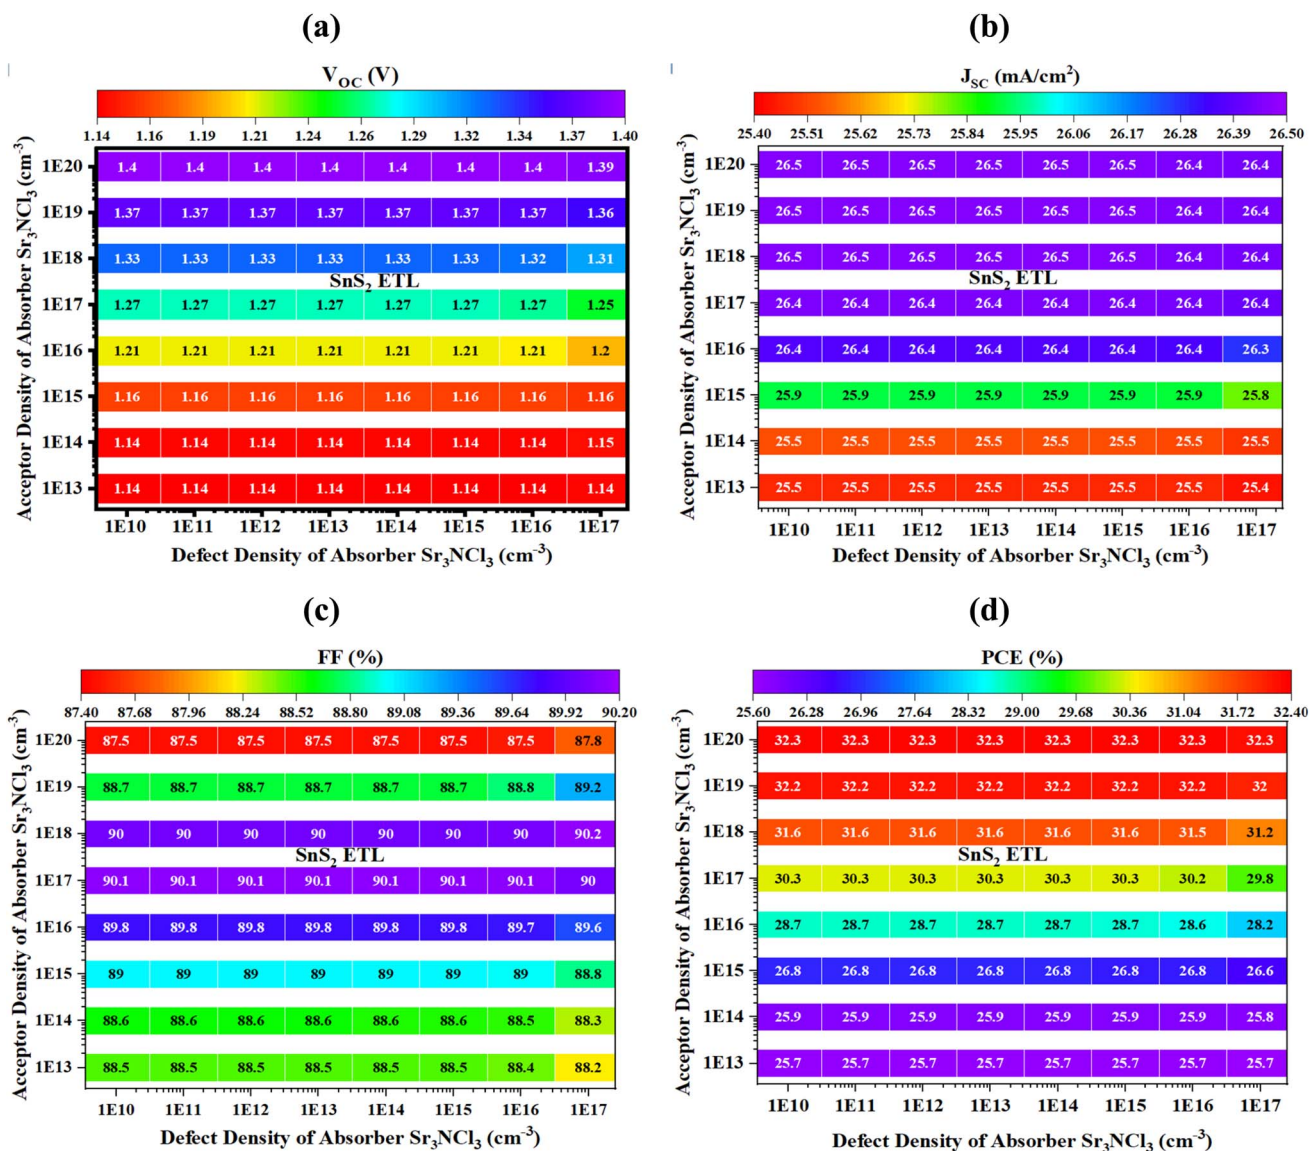 (a)
V_OC (V)
1.14 1.16 1.19 1.21 1.24 1.26 1.29 1.32 1.34 1.37 1.40
Acceptor Density of Absorber Sr₃NCl₃ (cm⁻³)
1E20 1.4 1.4 1.4 1.4 1.4 1.4 1.4 1.39
1E19 1.37 1.37 1.37 1.37 1.37 1.37 1.37 1.36
1E18 1.33 1.33 1.33 1.33 1.33 1.33 1.32 1.31
SnS₂ ETL
1E17 1.27 1.27 1.27 1.27 1.27 1.27 1.27 1.25
1E16 1.21 1.21 1.21 1.21 1.21 1.21 1.21 1.2
1E15 1.16 1.16 1.16 1.16 1.16 1.16 1.16 1.16
1E14 1.14 1.14 1.14 1.14 1.14 1.14 1.14 1.15
1E13 1.14 1.14 1.14 1.14 1.14 1.14 1.14 1.14
1E10 1E11 1E12 1E13 1E14 1E15 1E16 1E17
Defect Density of Absorber Sr₃NCl₃ (cm⁻³)
(b)
J_SC (mA/cm²)
25.40 25.51 25.62 25.73 25.84 25.95 26.06 26.17 26.28 26.39 26.50
Acceptor Density of Absorber Sr₃NCl₃ (cm⁻³)
1E20 26.5 26.5 26.5 26.5 26.5 26.5 26.4 26.4
1E19 26.5 26.5 26.5 26.5 26.5 26.5 26.4 26.4
1E18 26.5 26.5 26.5 26.5 26.5 26.5 26.4 26.4
SnS₂ ETL
1E17 26.4 26.4 26.4 26.4 26.4 26.4 26.4 26.4
1E16 26.4 26.4 26.4 26.4 26.4 26.4 26.4 26.3
1E15 25.9 25.9 25.9 25.9 25.9 25.9 25.9 25.8
1E14 25.5 25.5 25.5 25.5 25.5 25.5 25.5 25.5
1E13 25.5 25.5 25.5 25.5 25.5 25.5 25.5 25.4
1E10 1E11 1E12 1E13 1E14 1E15 1E16 1E17
Defect Density of Absorber Sr₃NCl₃ (cm⁻³)
(c)
FF (%)
87.40 87.68 87.96 88.24 88.52 88.80 89.08 89.36 89.64 89.92 90.20
Acceptor Density of Absorber Sr₃NCl₃ (cm⁻³)
1E20 87.5 87.5 87.5 87.5 87.5 87.5 87.5 87.8
1E19 88.7 88.7 88.7 88.7 88.7 88.7 88.8 89.2
1E18 90 90 90 90 90 90 90 90.2
SnS₂ ETL
1E17 90.1 90.1 90.1 90.1 90.1 90.1 90.1 90
1E16 89.8 89.8 89.8 89.8 89.8 89.8 89.7 89.6
1E15 89 89 89 89 89 89 89 88.8
1E14 88.6 88.6 88.6 88.6 88.6 88.6 88.5 88.3
1E13 88.5 88.5 88.5 88.5 88.5 88.5 88.4 88.2
1E10 1E11 1E12 1E13 1E14 1E15 1E16 1E17
Defect Density of Absorber Sr₃NCl₃ (cm⁻³)
(d)
PCE (%)
25.60 26.28 26.96 27.64 28.32 29.00 29.68 30.36 31.04 31.72 32.40
Acceptor Density of Absorber Sr₃NCl₃ (cm⁻³)
1E20 32.3 32.3 32.3 32.3 32.3 32.3 32.3 32.3
1E19 32.2 32.2 32.2 32.2 32.2 32.2 32.2 32
1E18 31.6 31.6 31.6 31.6 31.6 31.6 31.5 31.2
SnS₂ ETL
1E17 30.3 30.3 30.3 30.3 30.3 30.3 30.2 29.8
1E16 28.7 28.7 28.7 28.7 28.7 28.7 28.6 28.2
1E15 26.8 26.8 26.8 26.8 26.8 26.8 26.8 26.6
1E14 25.9 25.9 25.9 25.9 25.9 25.9 25.9 25.8
1E13 25.7 25.7 25.7 25.7 25.7 25.7 25.7 25.7
1E10 1E11 1E12 1E13 1E14 1E15 1E16 1E17
Defect Density of Absorber Sr₃NCl₃ (cm⁻³)